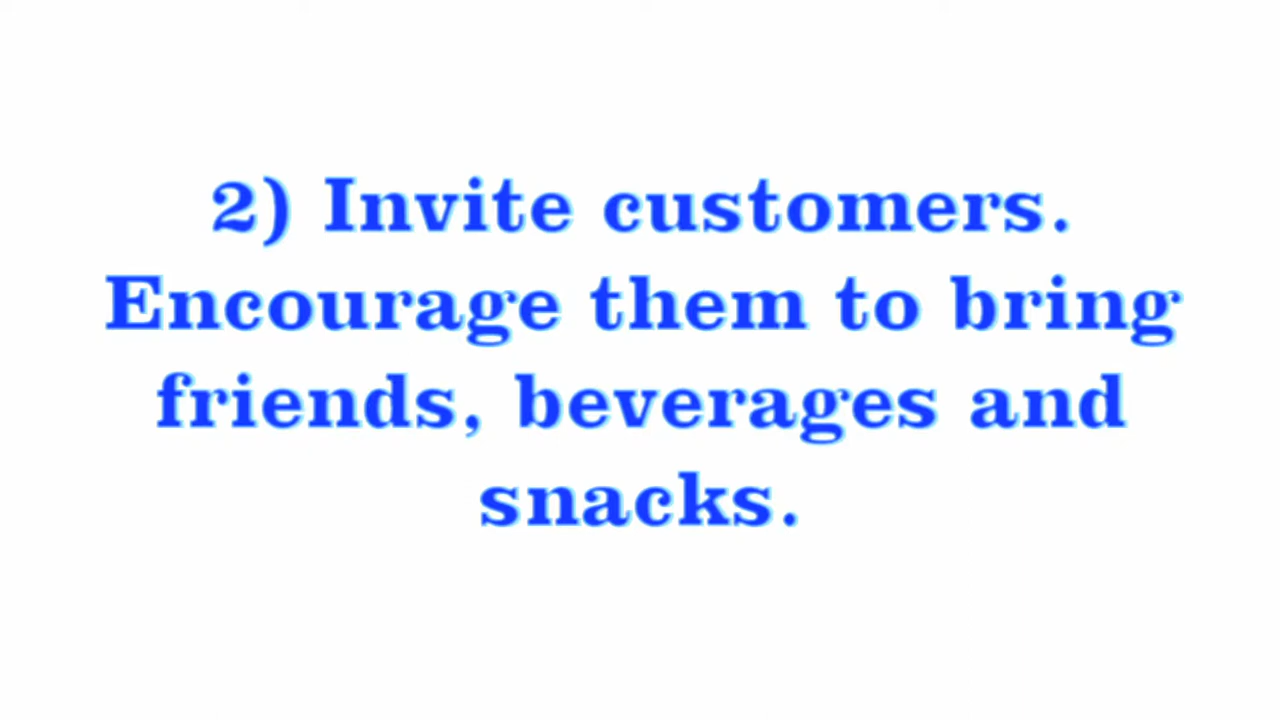 2) Invite customers.
Encourage them to bring
friends, beverages and
snacks.